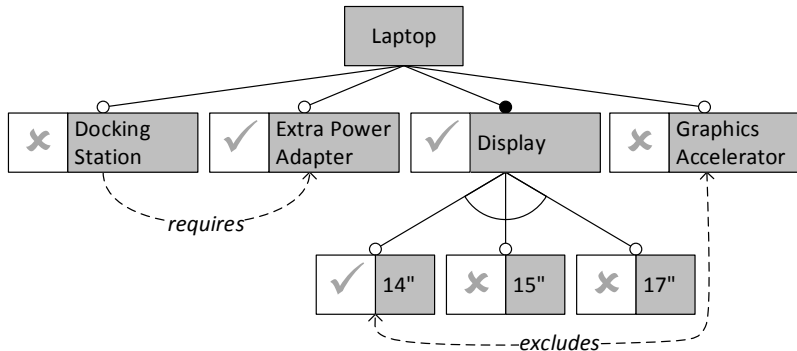 Laptop
Docking
Station
Extra Power
Adapter
Display
Graphics
Accelerator
requires
14"
15"
17"
excludes